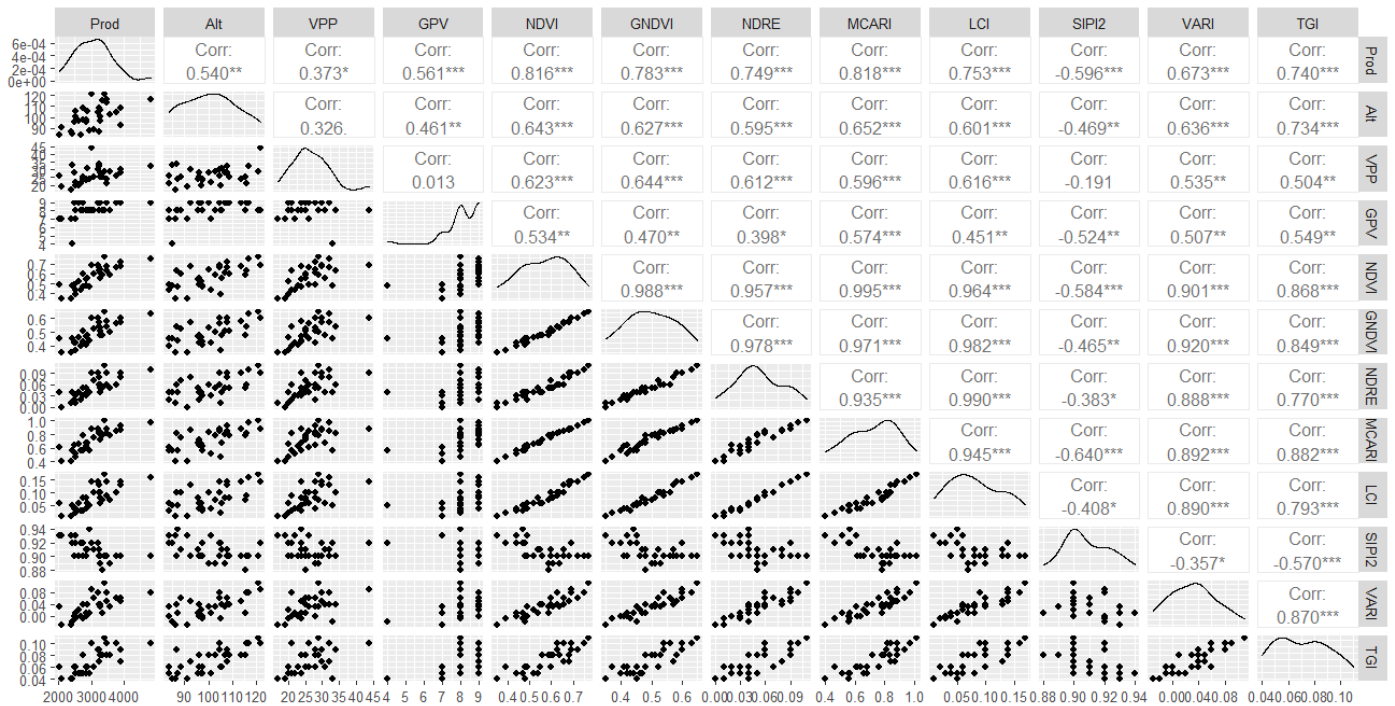 Prod Alt VPP GPV NDVI GNDVI NDRE MCARI LCI SIPI2 VARI TGI
6e-04
4e-04
2e-04
0e+00
Corr: Corr: Corr: Corr: Corr: Corr: Corr: Corr: Corr: Corr: Corr:
0.540** 0.373* 0.561*** 0.816*** 0.783*** 0.749*** 0.818*** 0.753*** -0.596*** 0.673*** 0.740***
Prod
120
110
100
90
Corr: Corr: Corr: Corr: Corr: Corr: Corr: Corr: Corr: Corr:
0.326. 0.461** 0.643*** 0.627*** 0.595*** 0.652*** 0.601*** -0.469** 0.636*** 0.734***
Alt
45
40
35
30
25
20
Corr: Corr: Corr: Corr: Corr: Corr: Corr: Corr: Corr:
0.013 0.623*** 0.644*** 0.612*** 0.596*** 0.616*** -0.191 0.535** 0.504**
VPP
9
8
7
6
5
4
Corr: Corr: Corr: Corr: Corr: Corr: Corr: Corr:
0.534** 0.470** 0.398* 0.574*** 0.451** -0.524** 0.507** 0.549**
GPV
0.7
0.6
0.5
0.4
Corr: Corr: Corr: Corr: Corr: Corr: Corr:
0.988*** 0.957*** 0.995*** 0.964*** -0.584*** 0.901*** 0.868***
NDVI
0.6
0.5
0.4
Corr: Corr: Corr: Corr: Corr: Corr:
0.978*** 0.971*** 0.982*** -0.465** 0.920*** 0.849***
GNDVI
0.09
0.06
0.03
0.00
Corr: Corr: Corr: Corr: Corr:
0.935*** 0.990*** -0.383* 0.888*** 0.770***
NDRE
1.0
0.8
0.6
0.4
Corr: Corr: Corr: Corr:
0.945*** -0.640*** 0.892*** 0.882***
MCARI
0.15
0.10
0.05
Corr: Corr: Corr:
-0.408* 0.890*** 0.793***
LCI
0.94
0.92
0.90
0.88
Corr: Corr:
-0.357* -0.570***
SIPI2
0.08
0.04
0.00
Corr:
0.870***
VARI
0.10
0.08
0.06
0.04
TGI
2000 3000 4000 90 100 110 120 20 25 30 35 40 45 4 5 6 7 8 9 0.4 0.5 0.6 0.7 0.4 0.5 0.6 0.00 0.03 0.06 0.09 0.4 0.6 0.8 1.0 0.05 0.10 0.15 0.88 0.90 0.92 0.94 0.00 0.04 0.08 0.04 0.06 0.08 0.10